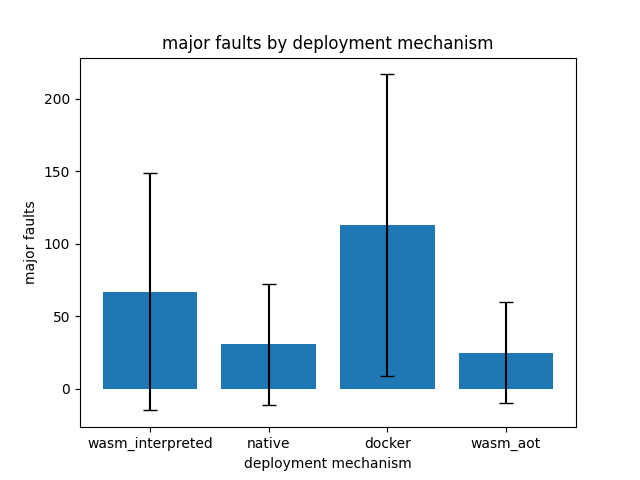 major faults by deployment mechanism
major faults
200
150
100
50
0
wasm_interpreted native docker wasm_aot
deployment mechanism